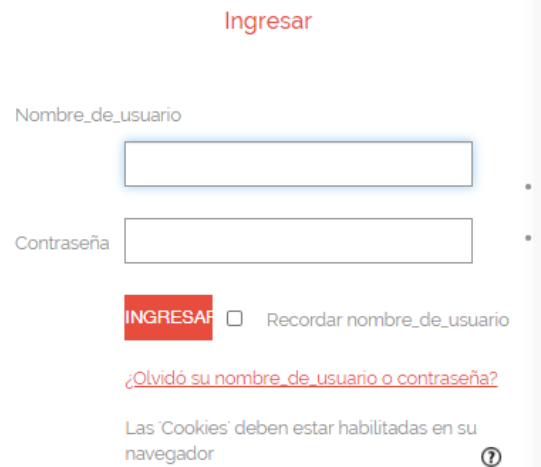 Ingresar
Nombre_de_usuario
Contraseña
INGRESAR
Recordar nombre_de_usuario
¿Olvidó su nombre_de_usuario o contraseña?
Las 'Cookies' deben estar habilitadas en su
navegador
?